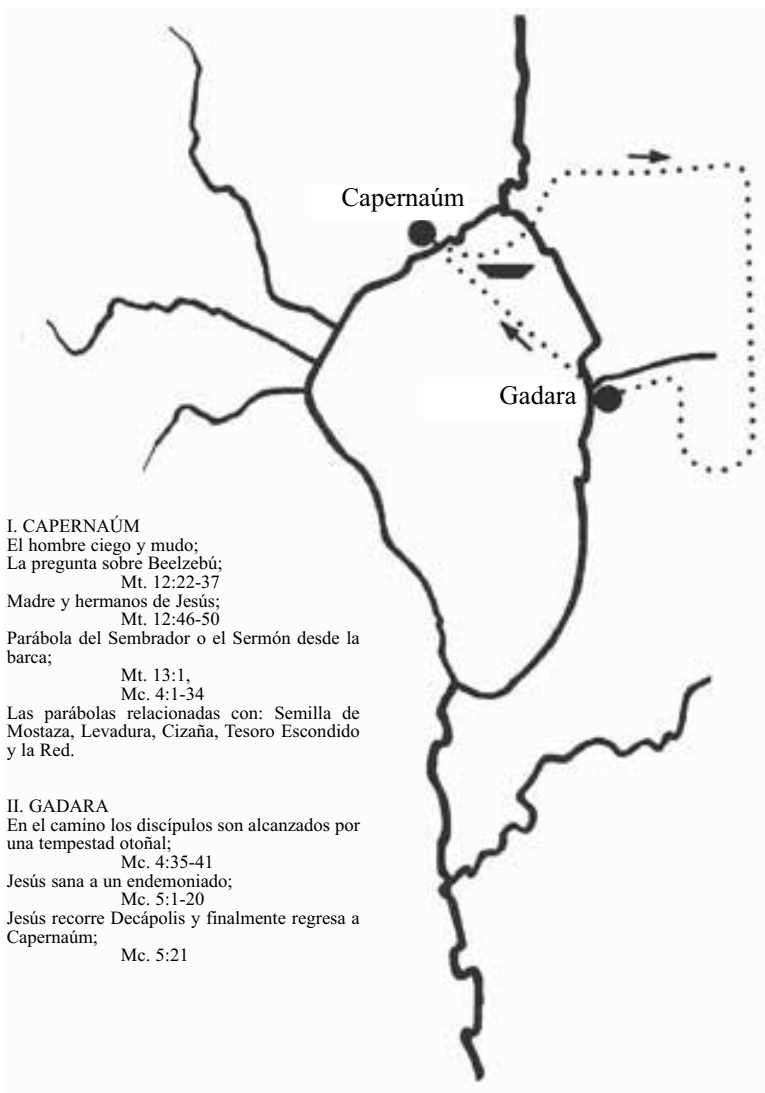 Capernaúm
Gadara
I. CAPERNAÚM
El hombre ciego y mudo;
La pregunta sobre Beelzebú;
Mt. 12:22-37
Madre y hermanos de Jesús;
Mt. 12:46-50
Parábola del Sembrador o el Sermón desde la
barca;
Mt. 13:1,
Mc. 4:1-34
Las parábolas relacionadas con: Semilla de
Mostaza, Levadura, Cizaña, Tesoro Escondido
y la Red.
II. GADARA
En el camino los discípulos son alcanzados por
una tempestad otoñal;
Mc. 4:35-41
Jesús sana a un endemoniado;
Mc. 5:1-20
Jesús recorre Decápolis y finalmente regresa a
Capernaúm;
Mc. 5:21